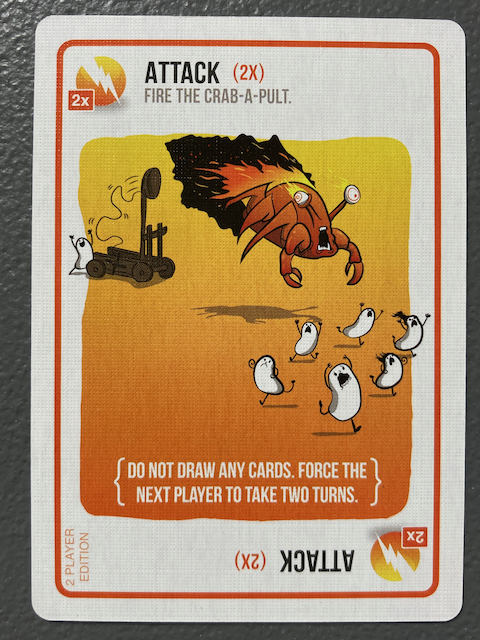 2x
ATTACK (2X)
FIRE THE CRAB-A-PULT.
DO NOT DRAW ANY CARDS. FORCE THE
NEXT PLAYER TO TAKE TWO TURNS.
2 PLAYER
EDITION
ATTACK (2X)
2x